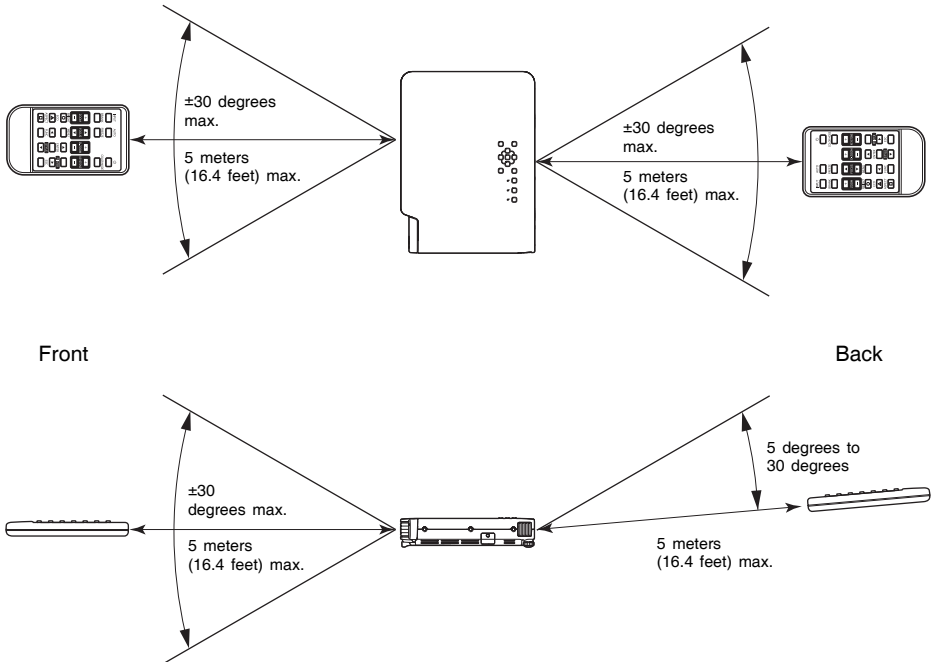 ±30 degrees
max.
5 meters
(16.4 feet) max.
±30 degrees
max.
5 meters
(16.4 feet) max.
Front
Back
±30
degrees max.
5 meters
(16.4 feet) max.
5 degrees to
30 degrees
5 meters
(16.4 feet) max.